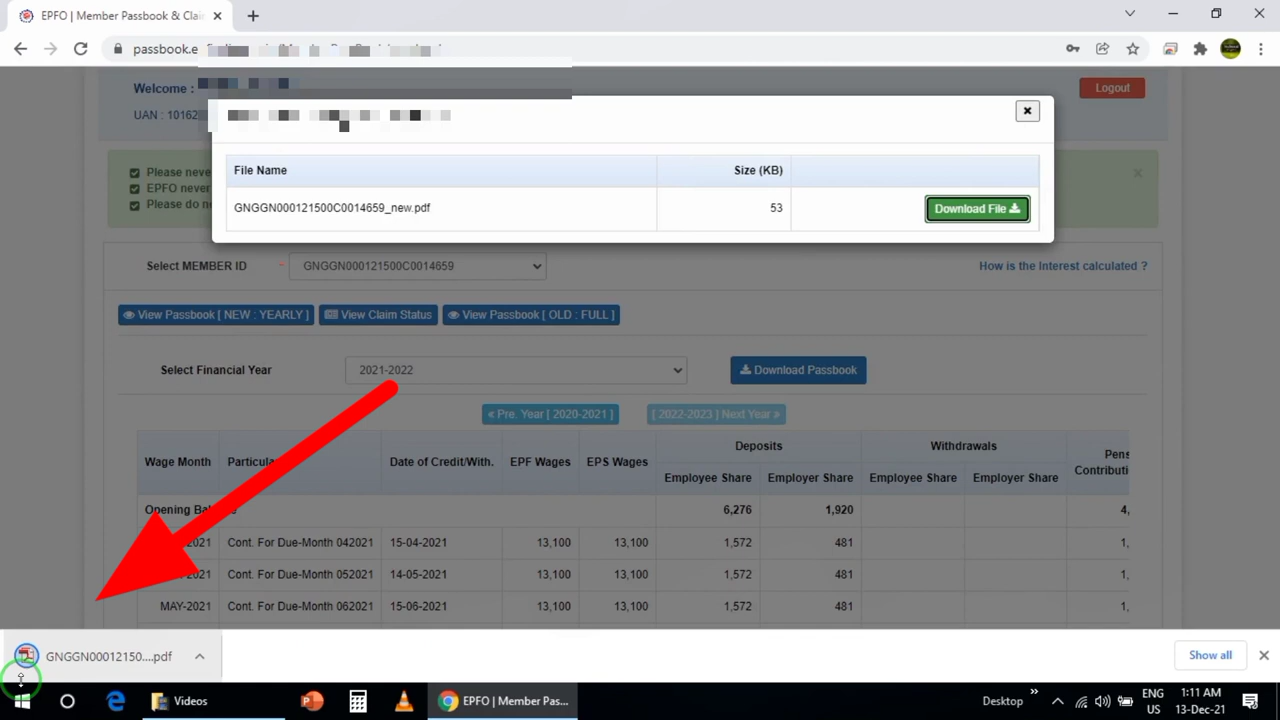 EPFO | Member Passbook & Clai
passbook.e
Welcome :
Logout
UAN : 10162
File Name Size (KB)
GNGGN000121500C0014659_new.pdf 53 Download File
Please neve
EPFO never
Please do n
Select MEMBER ID - GNGGN000121500C0014659 How is the Interest calculated ?
View Passbook [ NEW : YEARLY ] View Claim Status View Passbook [ OLD : FULL ]
Select Financial Year 2021-2022 Download Passbook
« Pre. Year [ 2020-2021 ] [ 2022-2023 ] Next Year »
Deposits Withdrawals
Wage Month Particula Date of Credit/With. EPF Wages EPS Wages Pens
Contributi
Employee Share Employer Share Employee Share Employer Share
Opening Ba e 6,276 1,920 4,
2021 Cont. For Due-Month 042021 15-04-2021 13,100 13,100 1,572 481 1,
2021 Cont. For Due-Month 052021 14-05-2021 13,100 13,100 1,572 481 1,
MAY-2021 Cont. For Due-Month 062021 15-06-2021 13,100 13,100 1,572 481 1,
GNGGN00012150....pdf Show all
Videos EPFO | Member Pas... Desktop » ENG 1:11 AM
US 13-Dec-21